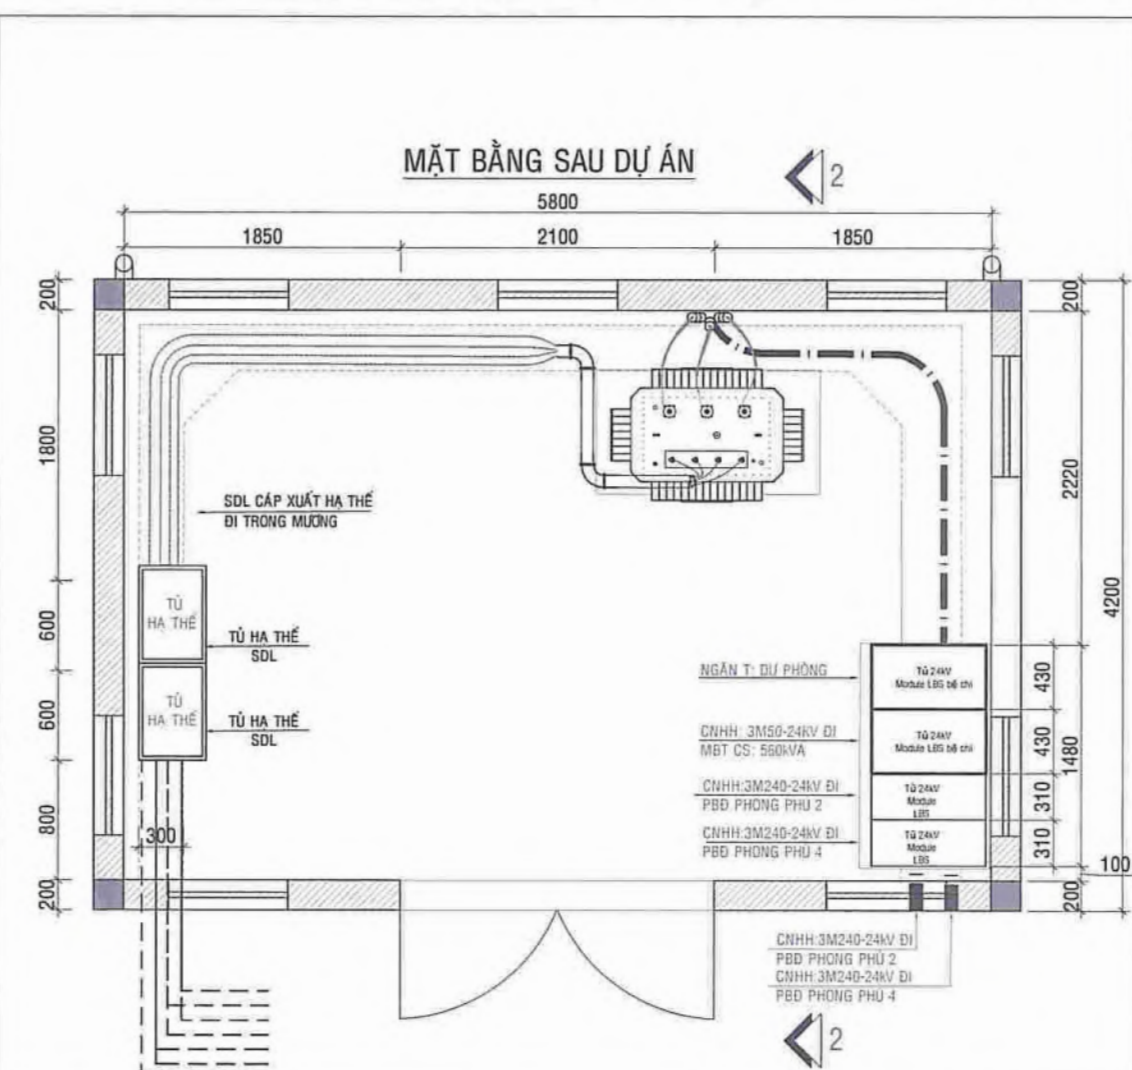 MẶT BẰNG SAU DỰ ÁN
2
5800
1850
2100
1850
200
200
1800
2220
4200
SDL CÁP XUẤT HẠ THẾ
ĐI TRONG MƯƠNG
600
TỦ
HẠ THẾ
TỦ HẠ THẾ
SDL
600
TỦ
HẠ THẾ
TỦ HẠ THẾ
SDL
NGĂN T: DỰ PHÒNG
Tủ 24kV
Module LBS bệ chì
430
CNHH: 3M50-24KV ĐI
MBT CS: 560kVA
Tủ 24kV
Module LBS bệ chì
430
1480
CNHH:3M240-24kV ĐI
PBĐ PHONG PHÚ 2
Tủ 24kV
Module
LBS
310
CNHH:3M240-24kV ĐI
PBĐ PHONG PHÚ 4
Tủ 24kV
Module
LBS
310
800
300
100
200
200
CNHH:3M240-24kV ĐI
PBĐ PHONG PHÚ 2
CNHH:3M240-24kV ĐI
PBĐ PHONG PHÚ 4
2